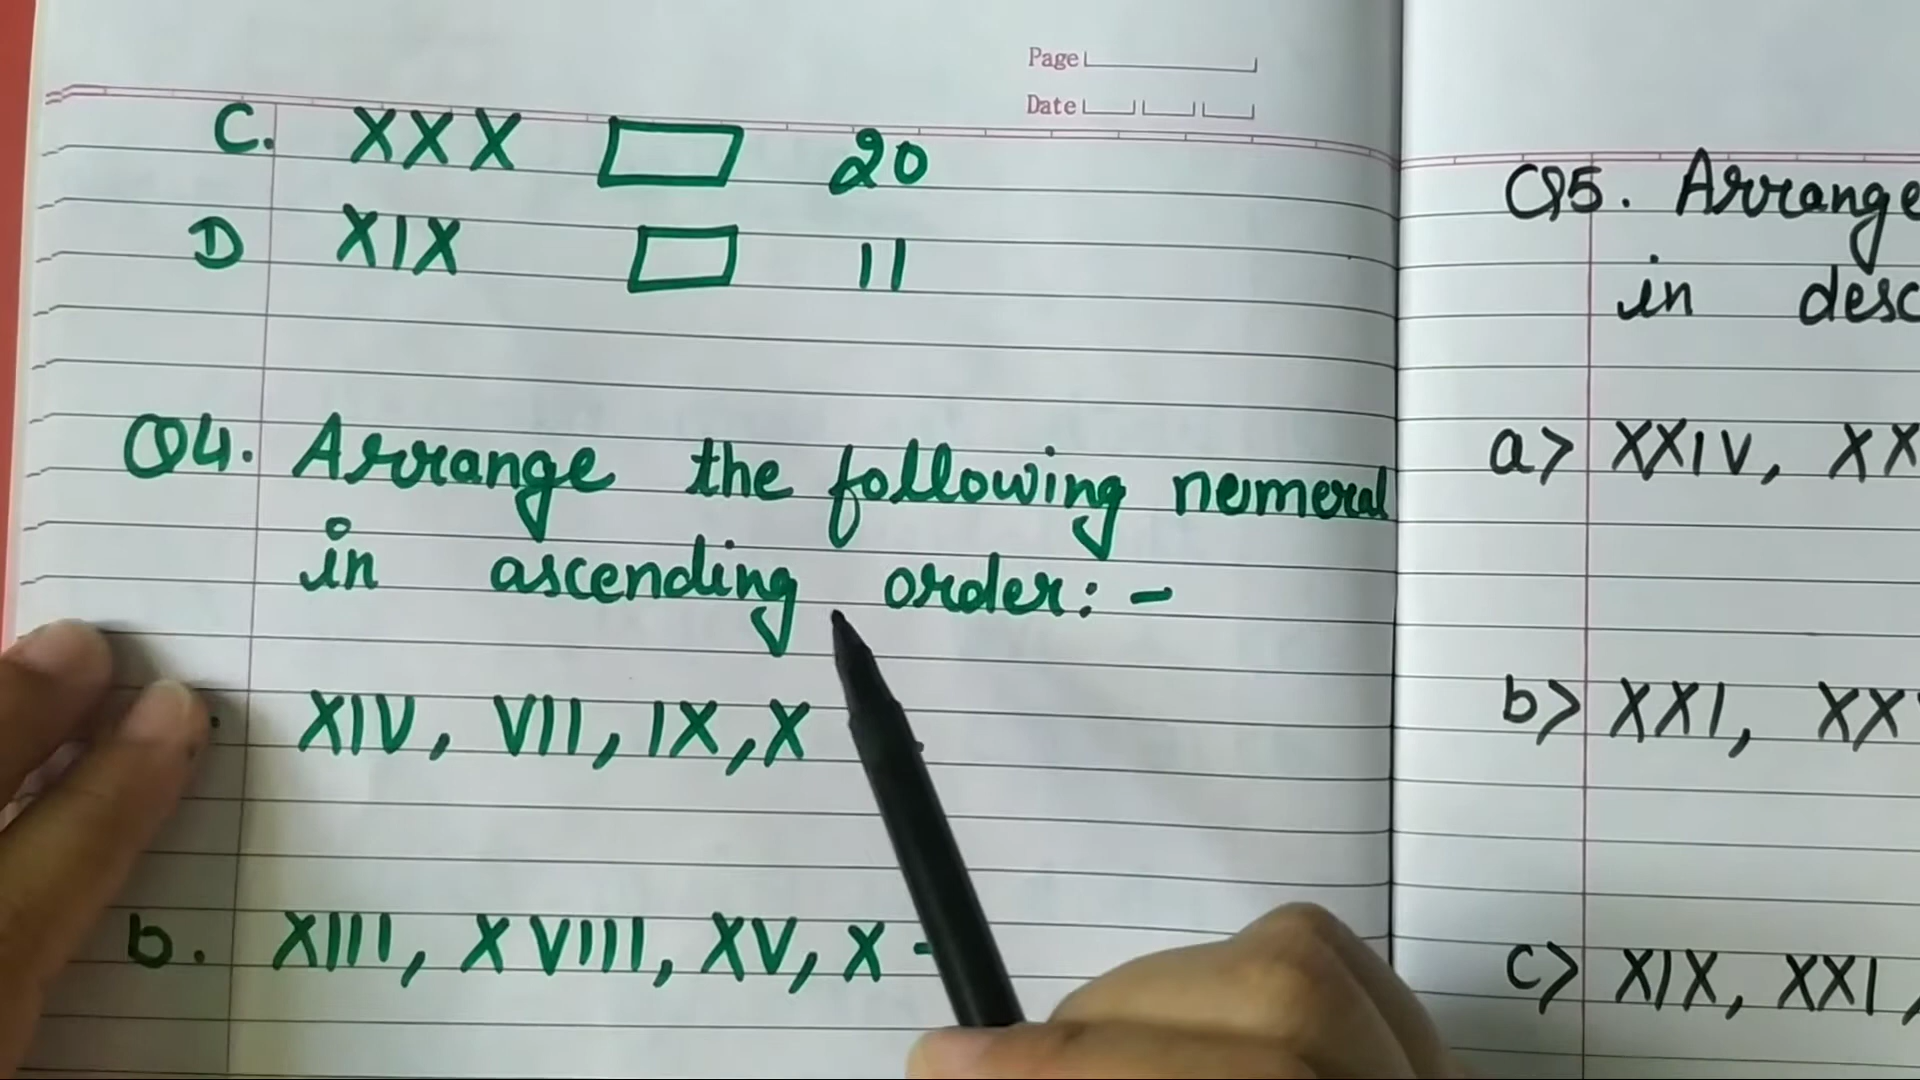 Page
Date
C. XXX 20
D XIX 11
Q4. Arrange the following nemeral
in ascending order:-
XIV, VII, IX, X
b. XIII, XVIII, XV, X -
Q5. Arrange
in desc
a> XXIV, XX
b> XXI, XX
c> XIX, XXI,